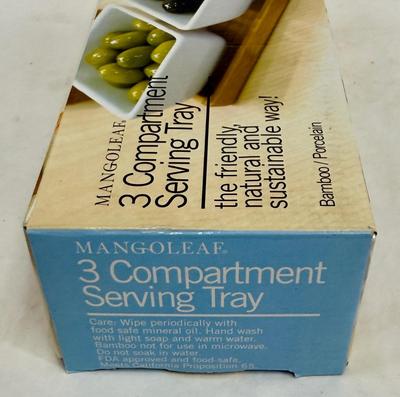 MANGOLEAF
3 Compartment
Serving Tray
the friendly,
natural and
sustainable way!
Bamboo/Porcelain
MANGOLEAF®
3 Compartment
Serving Tray
Care: Wipe periodically with
food safe mineral oil. Hand wash
with light soap and warm water.
Bamboo not for use in microwave.
Do not soak in water.
FDA approved and food-safe.
Meets California Proposition 65.